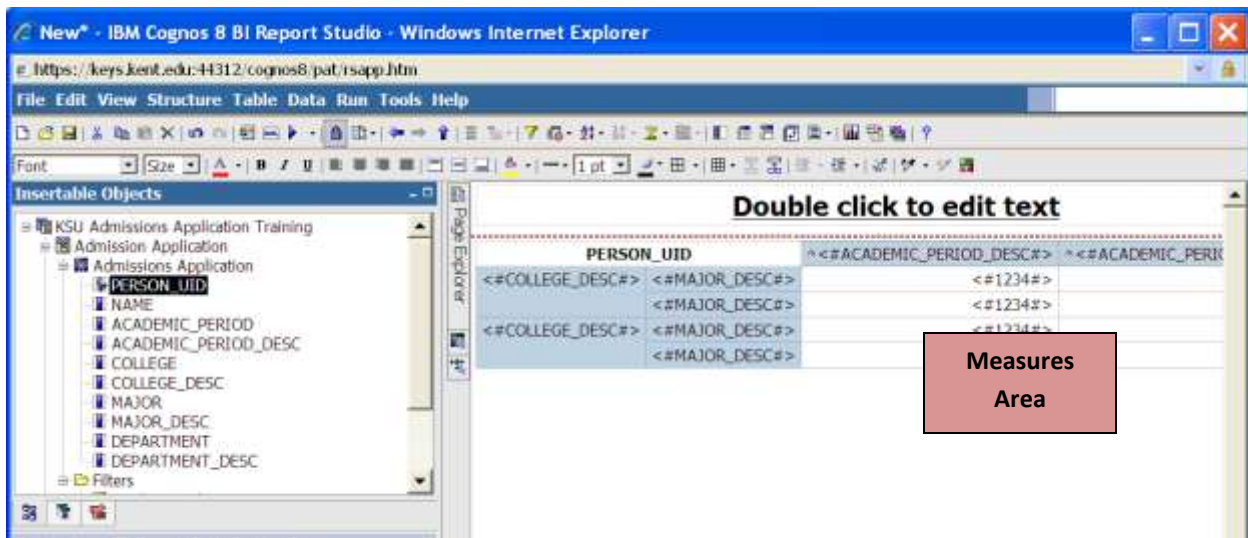 New* - IBM Cognos 8 BI Report Studio - Windows Internet Explorer
https://keys.kent.edu:44312/cognos8/pat/rsapp.htm
File Edit View Structure Table Data Run Tools Help
Font Size A B I U 1 pt
Insertable Objects
KSU Admissions Application Training
Admission Application
Admissions Application
PERSON_UID
NAME
ACADEMIC_PERIOD
ACADEMIC_PERIOD_DESC
COLLEGE
COLLEGE_DESC
MAJOR
MAJOR_DESC
DEPARTMENT
DEPARTMENT_DESC
Filters
Page Explorer
Double click to edit text
PERSON_UID ^<#ACADEMIC_PERIOD_DESC#> ^<#ACADEMIC_PERI
<#COLLEGE_DESC#> <#MAJOR_DESC#> <#1234#>
<#MAJOR_DESC#> <#1234#>
<#COLLEGE_DESC#> <#MAJOR_DESC#> <#1234#>
<#MAJOR_DESC#>
Measures
Area